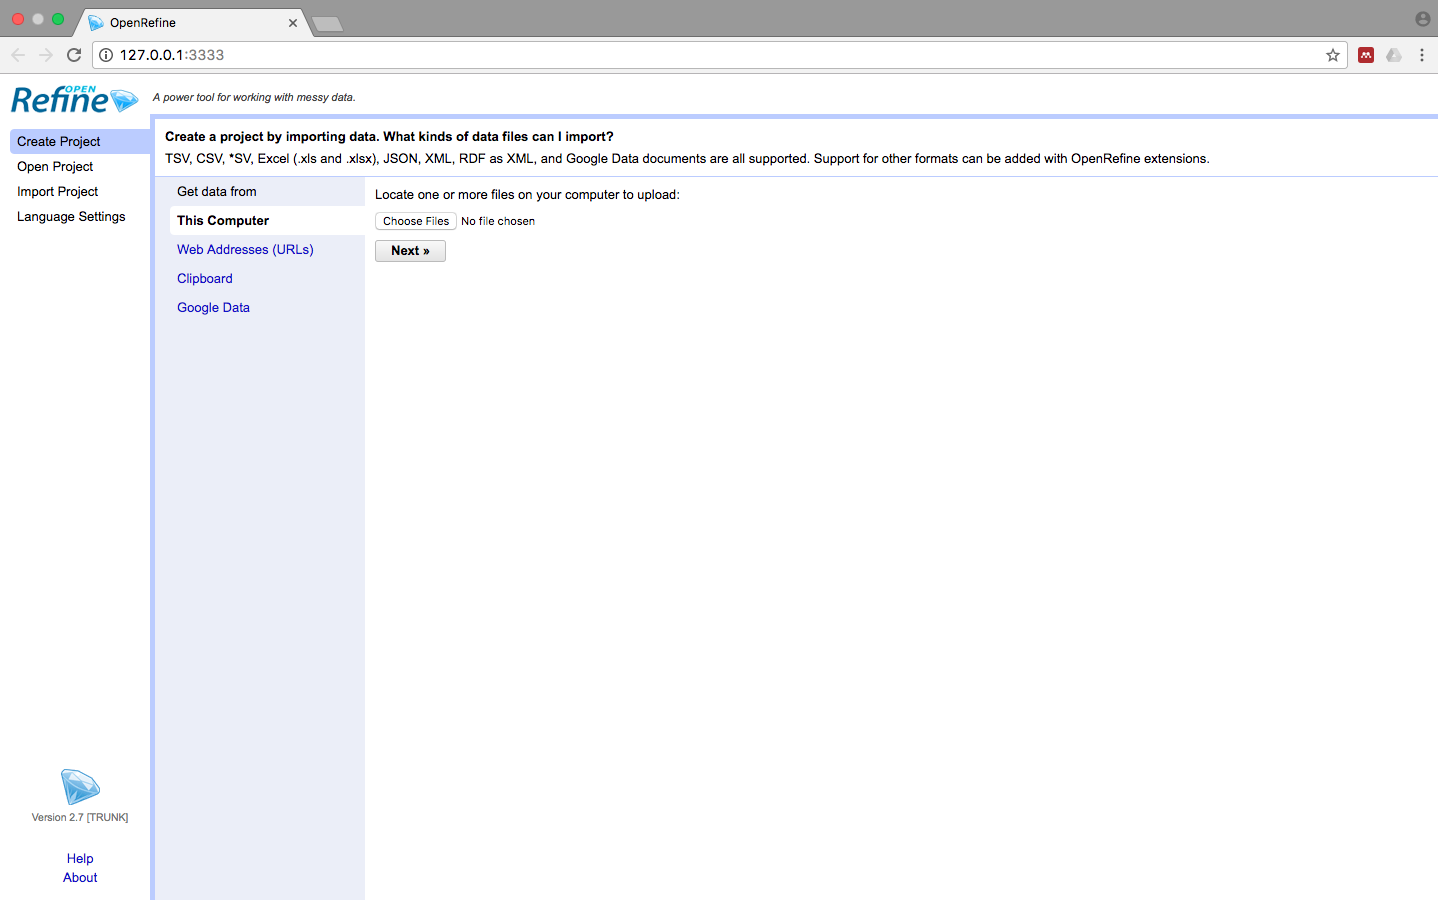 OpenRefine
127.0.0.1:3333
OPEN
Refine
A power tool for working with messy data.
Create Project
Open Project
Import Project
Language Settings
Create a project by importing data. What kinds of data files can I import?
TSV, CSV, *SV, Excel (.xls and .xlsx), JSON, XML, RDF as XML, and Google Data documents are all supported. Support for other formats can be added with OpenRefine extensions.
Get data from
This Computer
Web Addresses (URLs)
Clipboard
Google Data
Locate one or more files on your computer to upload:
Choose Files No file chosen
Next »
Version 2.7 [TRUNK]
Help
About